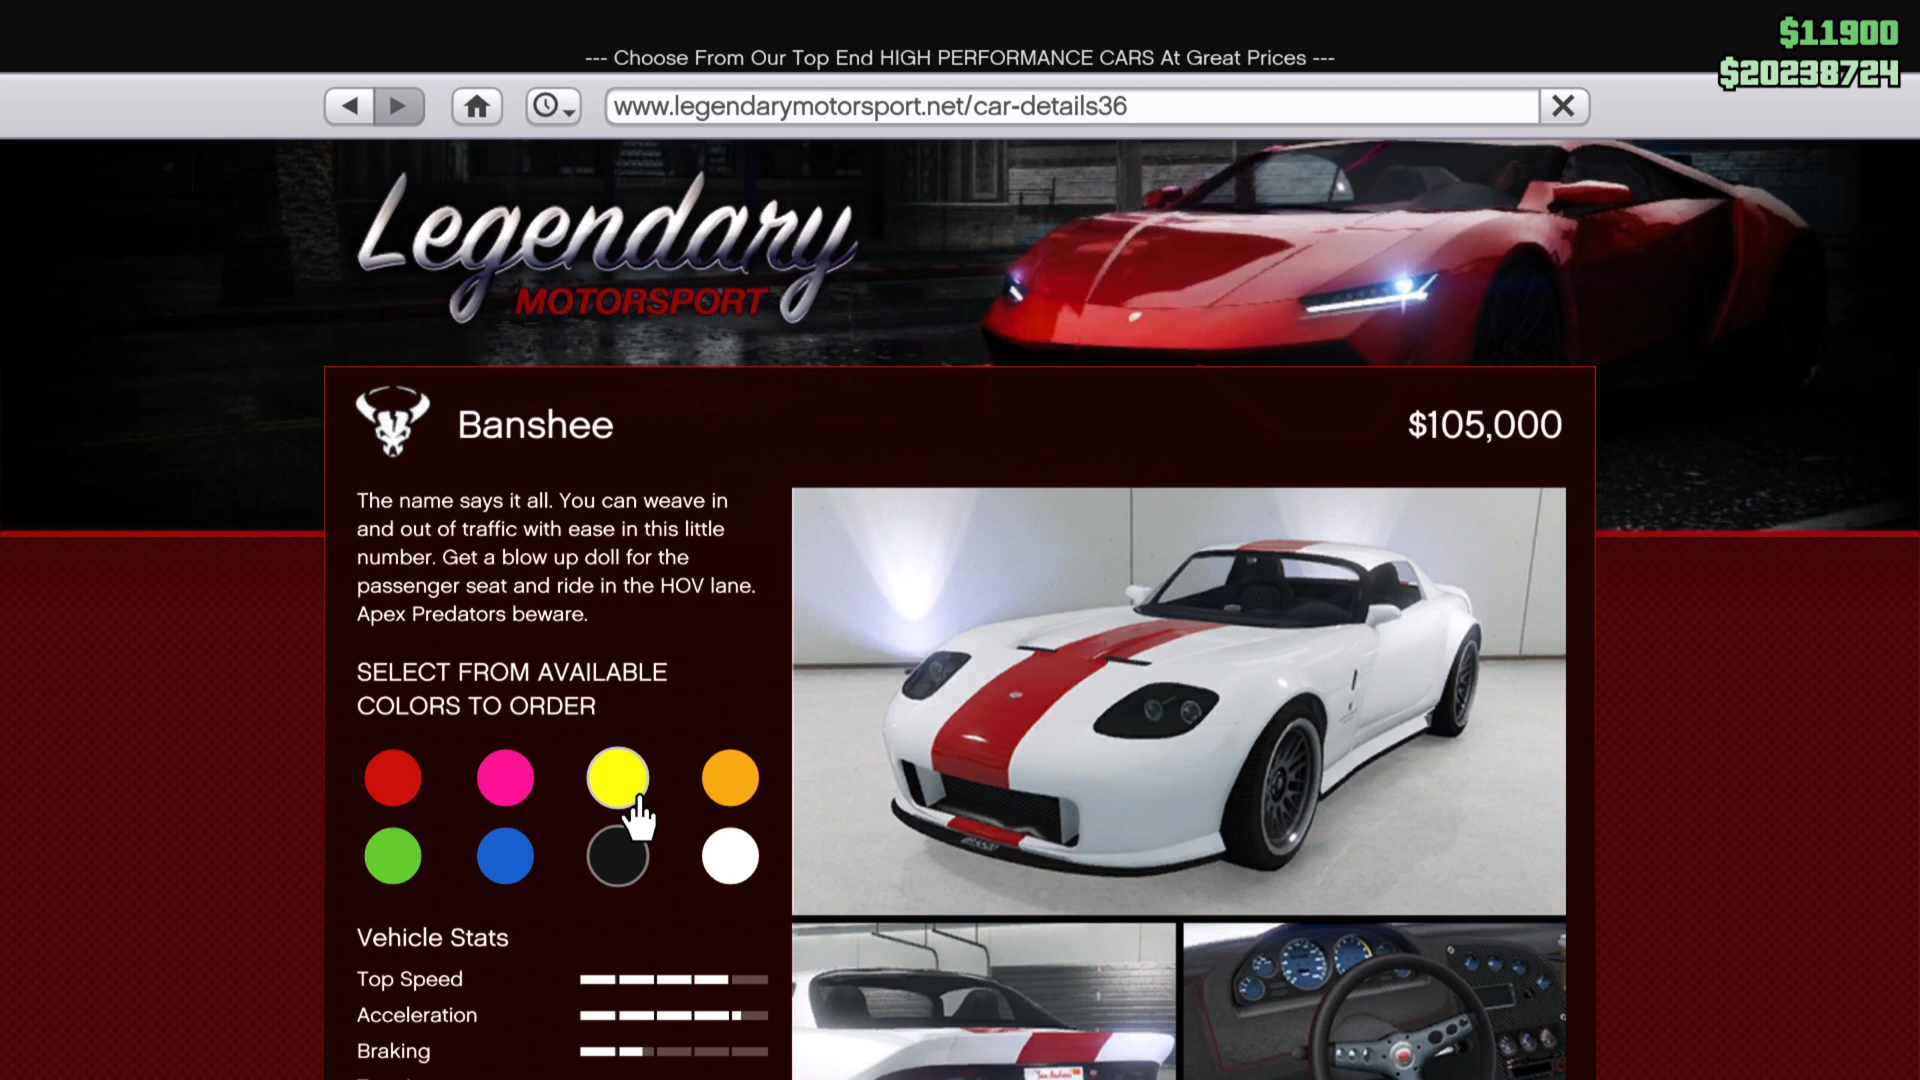 $11900
--- Choose From Our Top End HIGH PERFORMANCE CARS At Great Prices ---
$20238724
www.legendarymotorsport.net/car-details36
Legendary
MOTORSPORT
Banshee
$105,000
The name says it all. You can weave in
and out of traffic with ease in this little
number. Get a blow up doll for the
passenger seat and ride in the HOV lane.
Apex Predators beware.
SELECT FROM AVAILABLE
COLORS TO ORDER
Vehicle Stats
Top Speed
Acceleration
Braking